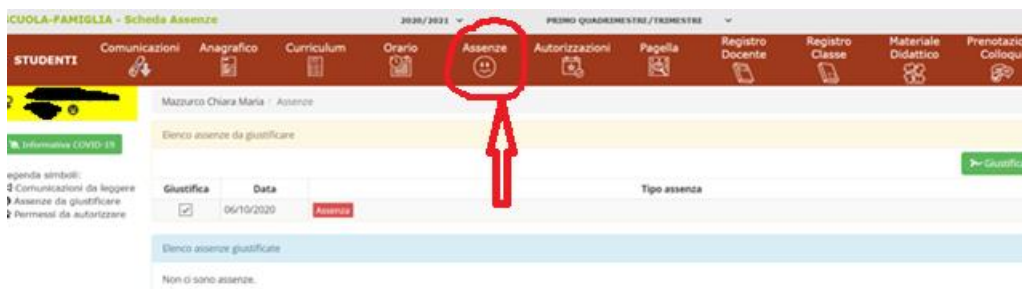 SCUOLA-FAMIGLIA - Scheda Assenze 2020/2021 PRIMO QUADRIMESTRE/TRIMESTRE
STUDENTI Comunicazioni Anagrafico Curriculum Orario Assenze Autorizzazioni Pagella Registro Docente Registro Classe Materiale Didattico Prenotazio Colloqu
Mazzurco Chiara Maria / Assenze
Informativa COVID-19
Elenco assenze da giustificare
Giustific
egenda simboli:
Comunicazioni da leggere
Assenze da giustificare
Permessi da autorizzare
Giustifica Data Tipo assenza
06/10/2020 Assenza
Elenco assenze giustificate
Non ci sono assenze.